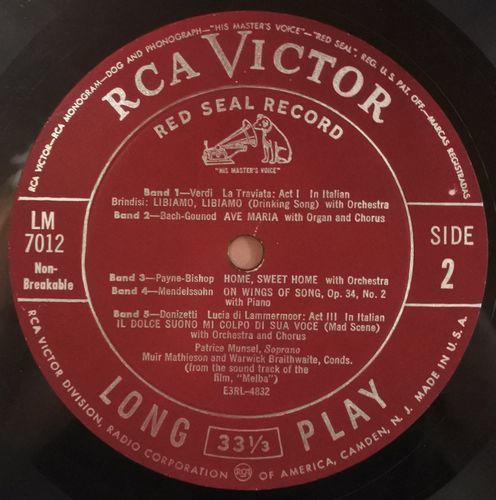 RCA VICTOR–RCA MONOGRAM–DOG AND PHONOGRAPH–"HIS MASTER'S VOICE"–"RED SEAL", REG. U.S. PAT. OFF.–MARCAS REGISTRADAS
RCA VICTOR
RED SEAL RECORD
"HIS MASTER'S VOICE"
Band 1–Verdi La Traviata: Act I In Italian
Brindisi: LIBIAMO, LIBIAMO (Drinking Song) with Orchestra
Band 2–Bach-Gounod AVE MARIA with Organ and Chorus
LM
7012
Non-
Breakable
SIDE
2
Band 3–Payne-Bishop HOME, SWEET HOME with Orchestra
Band 4–Mendelssohn ON WINGS OF SONG, Op. 34, No. 2
with Piano
Band 5–Donizetti Lucia di Lammermoor: Act III In Italian
IL DOLCE SUONO MI COLPO DI SUA VOCE (Mad Scene)
with Orchestra and Chorus
Patrice Munsel, Soprano
Muir Mathieson and Warwick Braithwaite, Conds.
(from the sound track of the
film, "Melba")
E3RL-4832
LONG 33⅓ PLAY
RCA VICTOR DIVISION, RADIO CORPORATION RCA OF AMERICA, CAMDEN, N. J. MADE IN U.S.A.